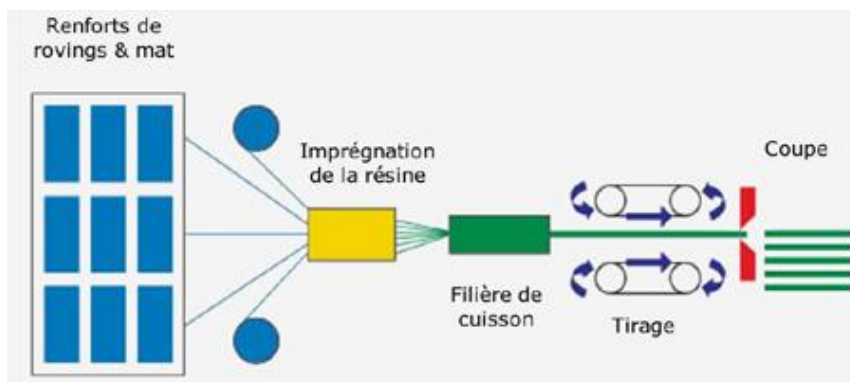 Renforts de
rovings & mat
Imprégnation
de la résine
Coupe
Filière de
cuisson
Tirage